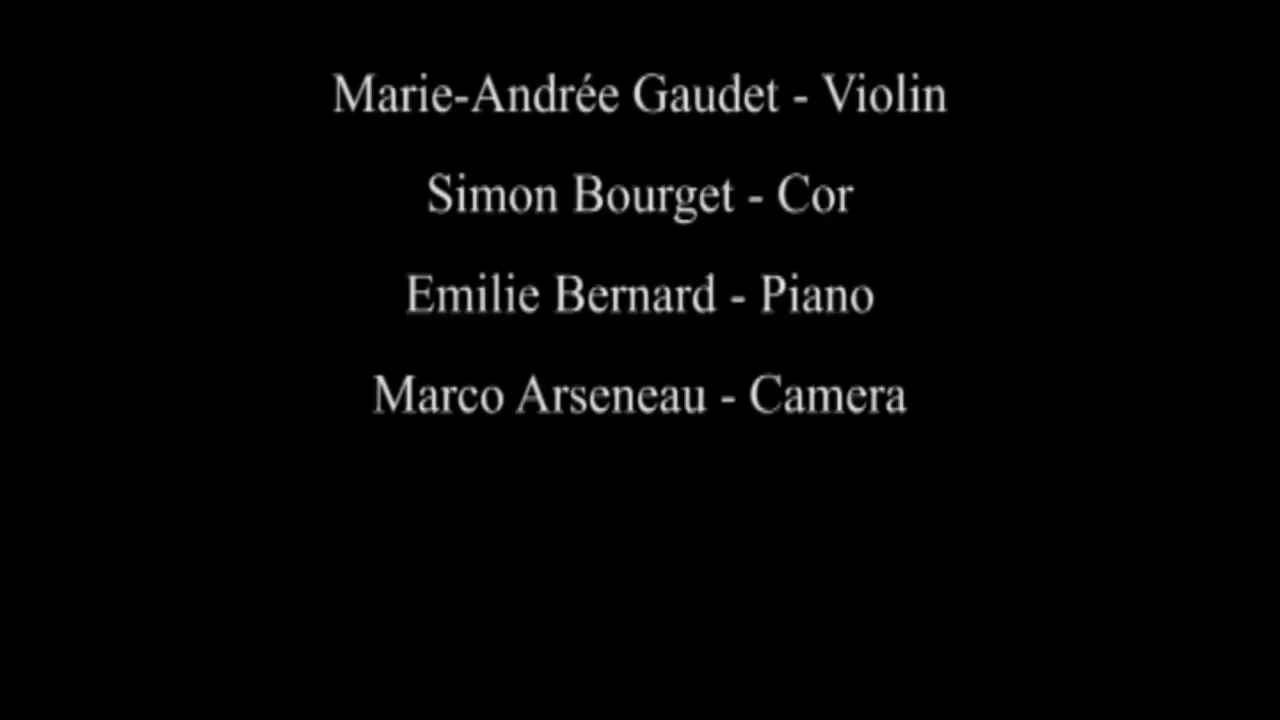 Marie-Andrée Gaudet - Violin
Simon Bourget - Cor
Emilie Bernard - Piano
Marco Arseneau - Camera